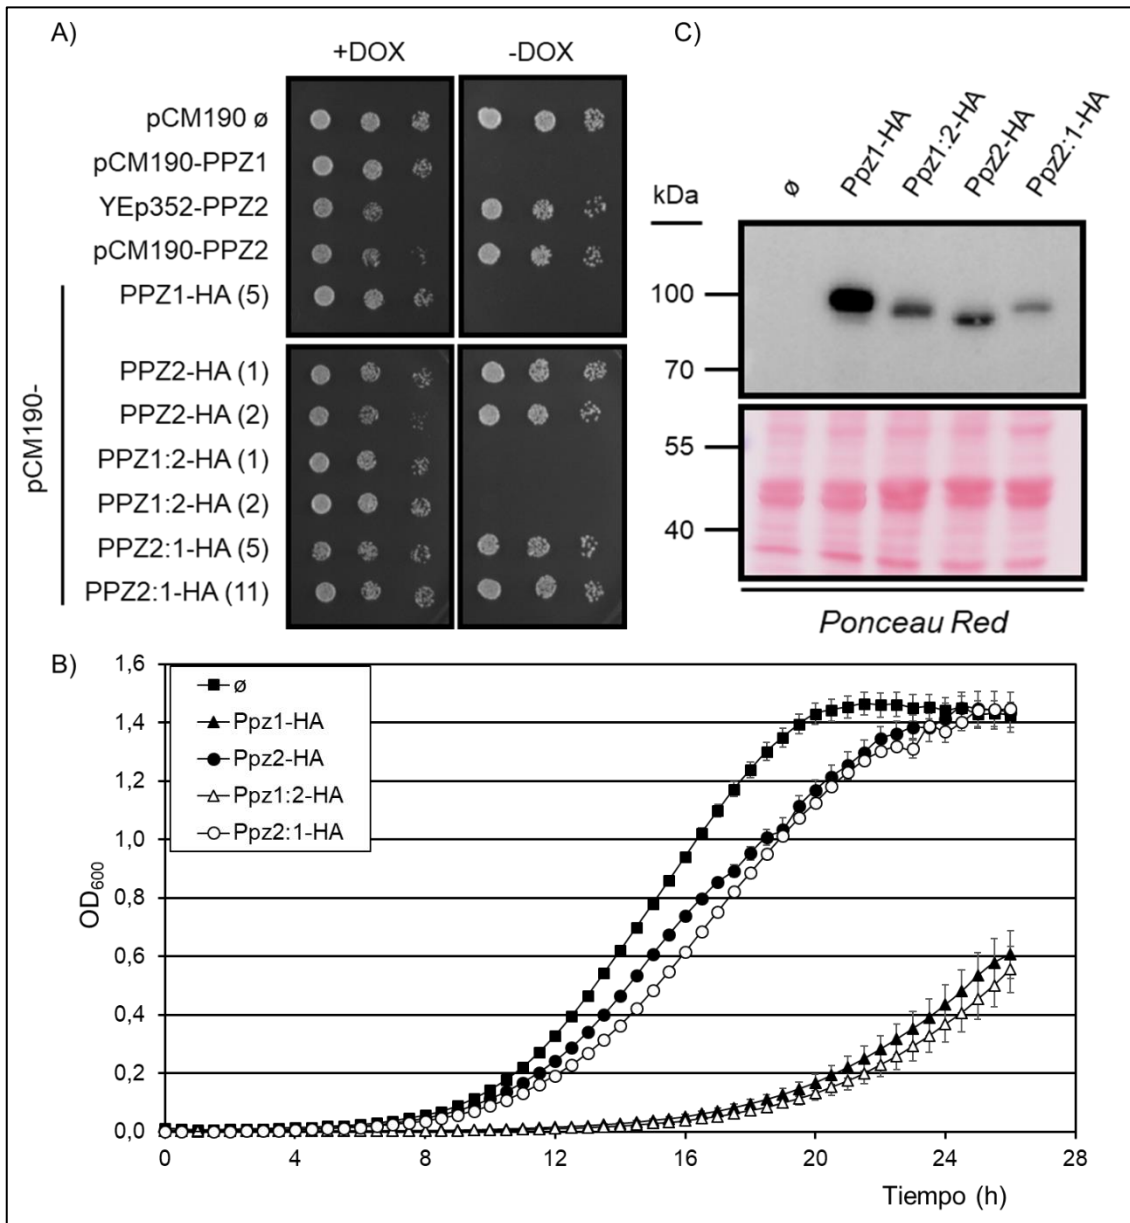 A)
+DOX
-DOX
pCM190 ø
pCM190-PPZ1
YEp352-PPZ2
pCM190-PPZ2
PPZ1-HA (5)
PPZ2-HA (1)
PPZ2-HA (2)
PPZ1:2-HA (1)
PPZ1:2-HA (2)
PPZ2:1-HA (5)
PPZ2:1-HA (11)
pCM190-
C)
kDa
ø
Ppz1-HA
Ppz1:2-HA
Ppz2-HA
Ppz2:1-HA
100
70
55
40
Ponceau Red
B)
1,6
1,4
1,2
1,0
0,8
0,6
0,4
0,2
0,0
OD600
ø
Ppz1-HA
Ppz2-HA
Ppz1:2-HA
Ppz2:1-HA
0 4 8 12 16 20 24 28
Tiempo (h)